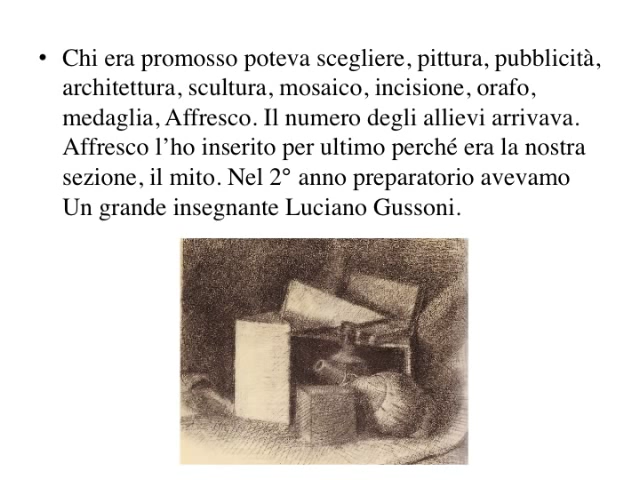 • Chi era promosso poteva scegliere, pittura, pubblicità,
architettura, scultura, mosaico, incisione, orafo,
medaglia, Affresco. Il numero degli allievi arrivava.
Affresco l’ho inserito per ultimo perché era la nostra
sezione, il mito. Nel 2° anno preparatorio avevamo
Un grande insegnante Luciano Gussoni.